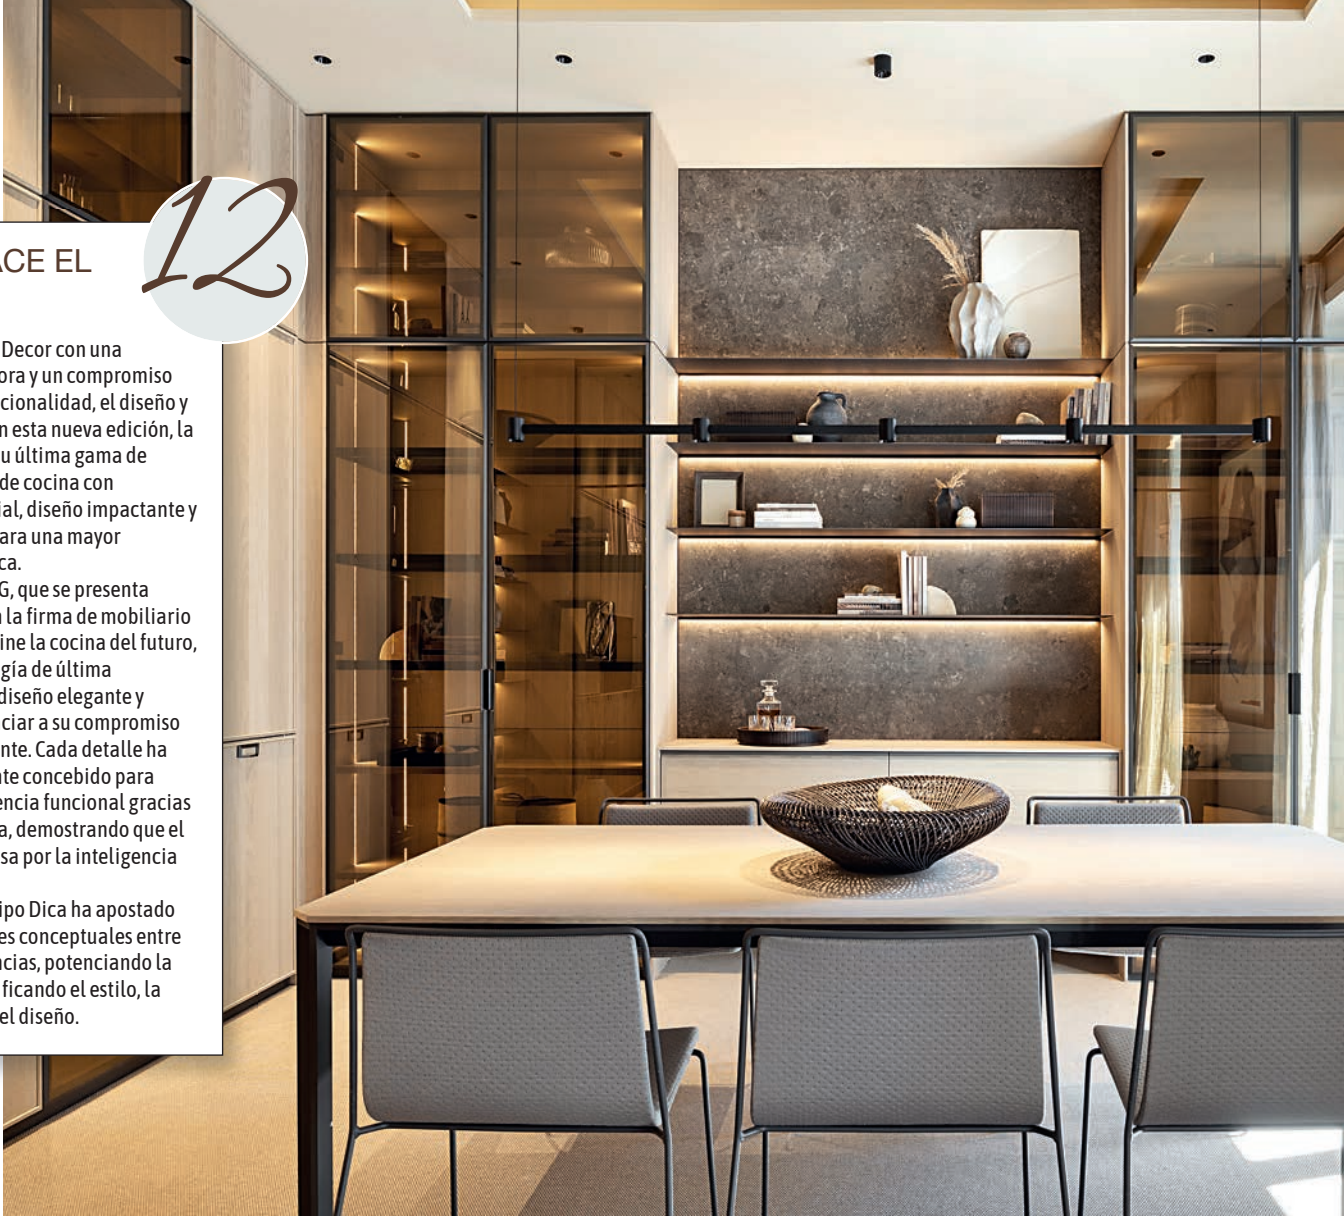 12
CE EL
Decor con una
ora y un compromiso
cionalidad, el diseño y
n esta nueva edición, la
u última gama de
de cocina con
ial, diseño impactante y
ara una mayor
ca.
G, que se presenta
la firma de mobiliario
ine la cocina del futuro,
gía de última
diseño elegante y
ciar a su compromiso
nte. Cada detalle ha
te concebido para
encia funcional gracias
a, demostrando que el
sa por la inteligencia
ipo Dica ha apostado
es conceptuales entre
cias, potenciando la
ficando el estilo, la
el diseño.